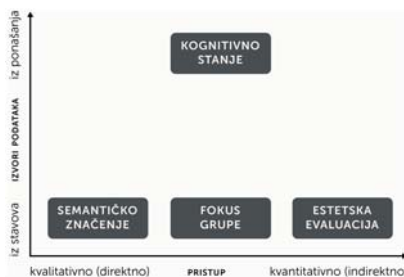 iz ponašanja
IZVORI PODATAKA
iz stavova
KOGNITIVNO
STANJE
SEMANTIČKO
ZNAČENJE
FOKUS
GRUPE
ESTETSKA
EVALUACIJA
kvalitativno (direktno)
PRISTUP
kvantitativno (indirektno)